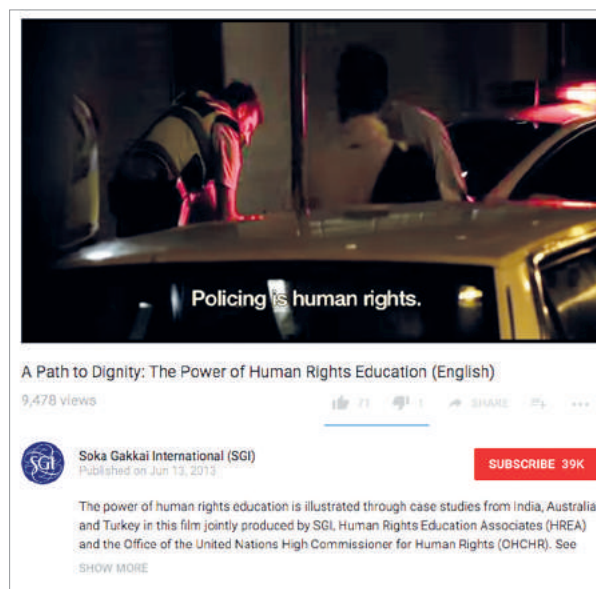 Policing is human rights.
A Path to Dignity: The Power of Human Rights Education (English)
9,478 views
71 1 SHARE
SGI
Soka Gakkai International (SGI)
Published on Jun 13, 2013
SUBSCRIBE 39K
The power of human rights education is illustrated through case studies from India, Australia
and Turkey in this film jointly produced by SGI, Human Rights Education Associates (HREA)
and the Office of the United Nations High Commissioner for Human Rights (OHCHR). See
SHOW MORE